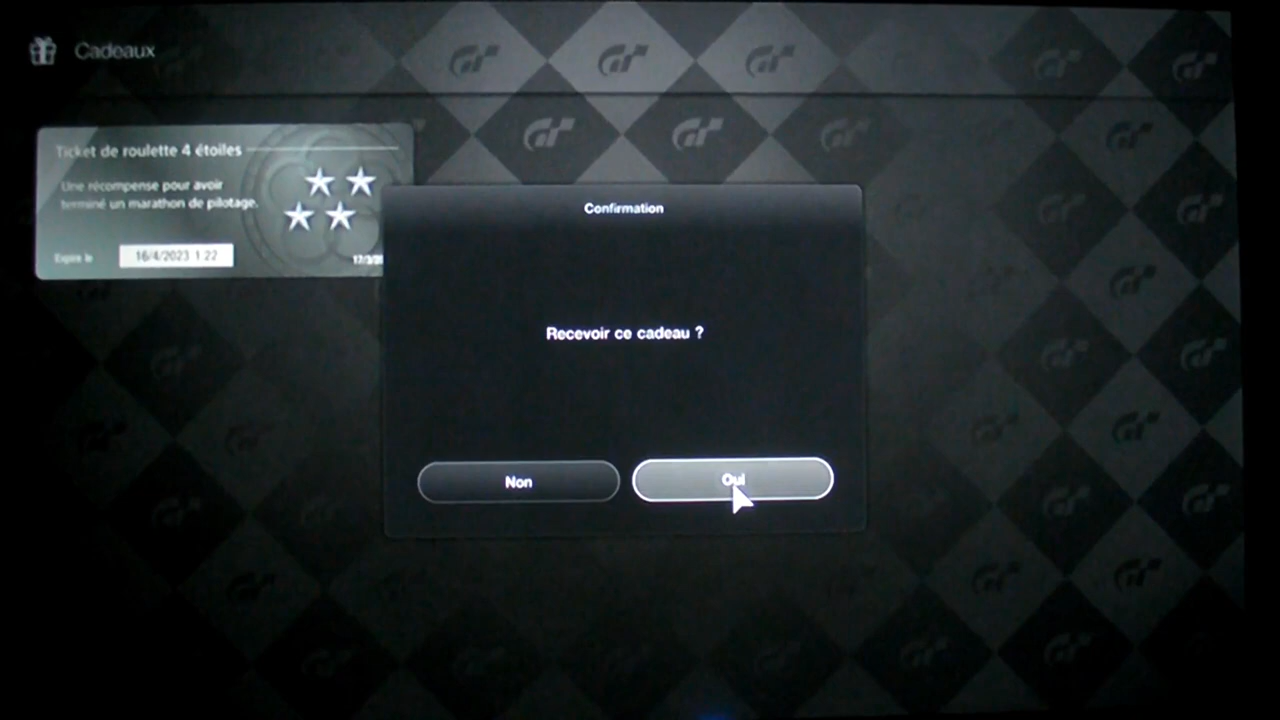 Cadeaux
Ticket de roulette 4 étoiles
Une récompense pour avoir
terminé un marathon de pilotage.
Expire le
16/4/2023 1:22
Confirmation
Recevoir ce cadeau ?
Non
Oui